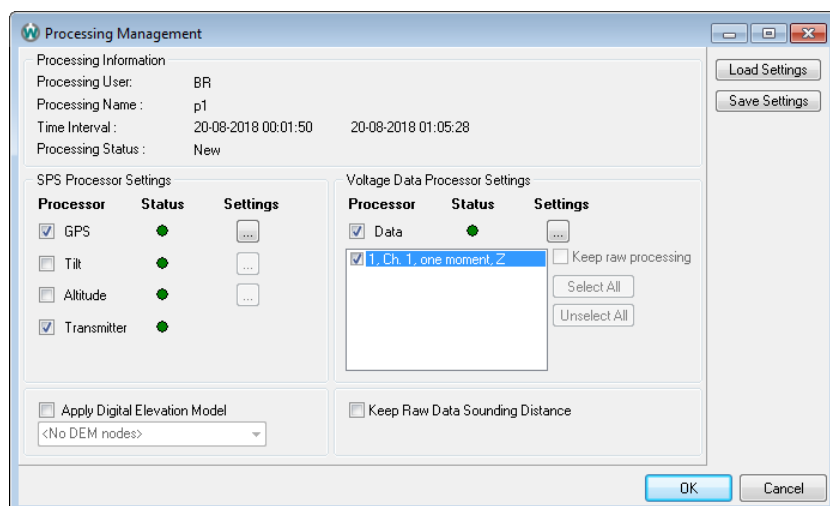 Processing Management
Processing Information
Processing User: BR
Processing Name : p1
Time Interval : 20-08-2018 00:01:50 20-08-2018 01:05:28
Processing Status : New
Load Settings
Save Settings
SPS Processor Settings
Processor Status Settings
GPS ...
Tilt ...
Altitude ...
Transmitter
Voltage Data Processor Settings
Processor Status Settings
Data ...
1, Ch. 1, one moment, Z
Keep raw processing
Select All
Unselect All
Apply Digital Elevation Model
<No DEM nodes>
Keep Raw Data Sounding Distance
OK Cancel